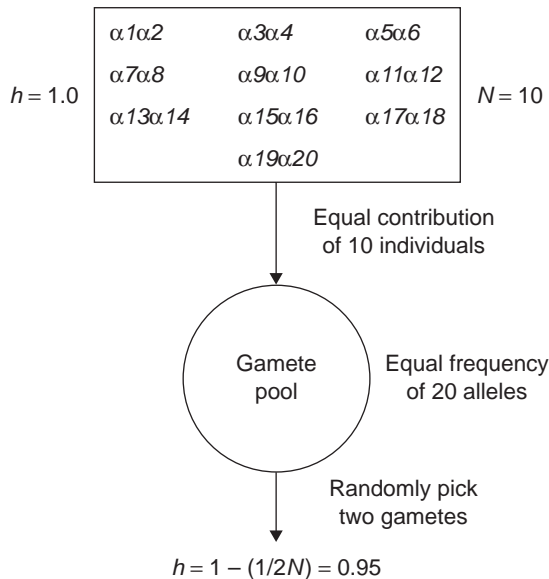 α1α2 α3α4 α5α6
α7α8 α9α10 α11α12
h = 1.0
N = 10
α13α14 α15α16 α17α18
α19α20
Equal contribution
of 10 individuals
Gamete
pool
Equal frequency
of 20 alleles
Randomly pick
two gametes
h = 1 – (1/2N) = 0.95